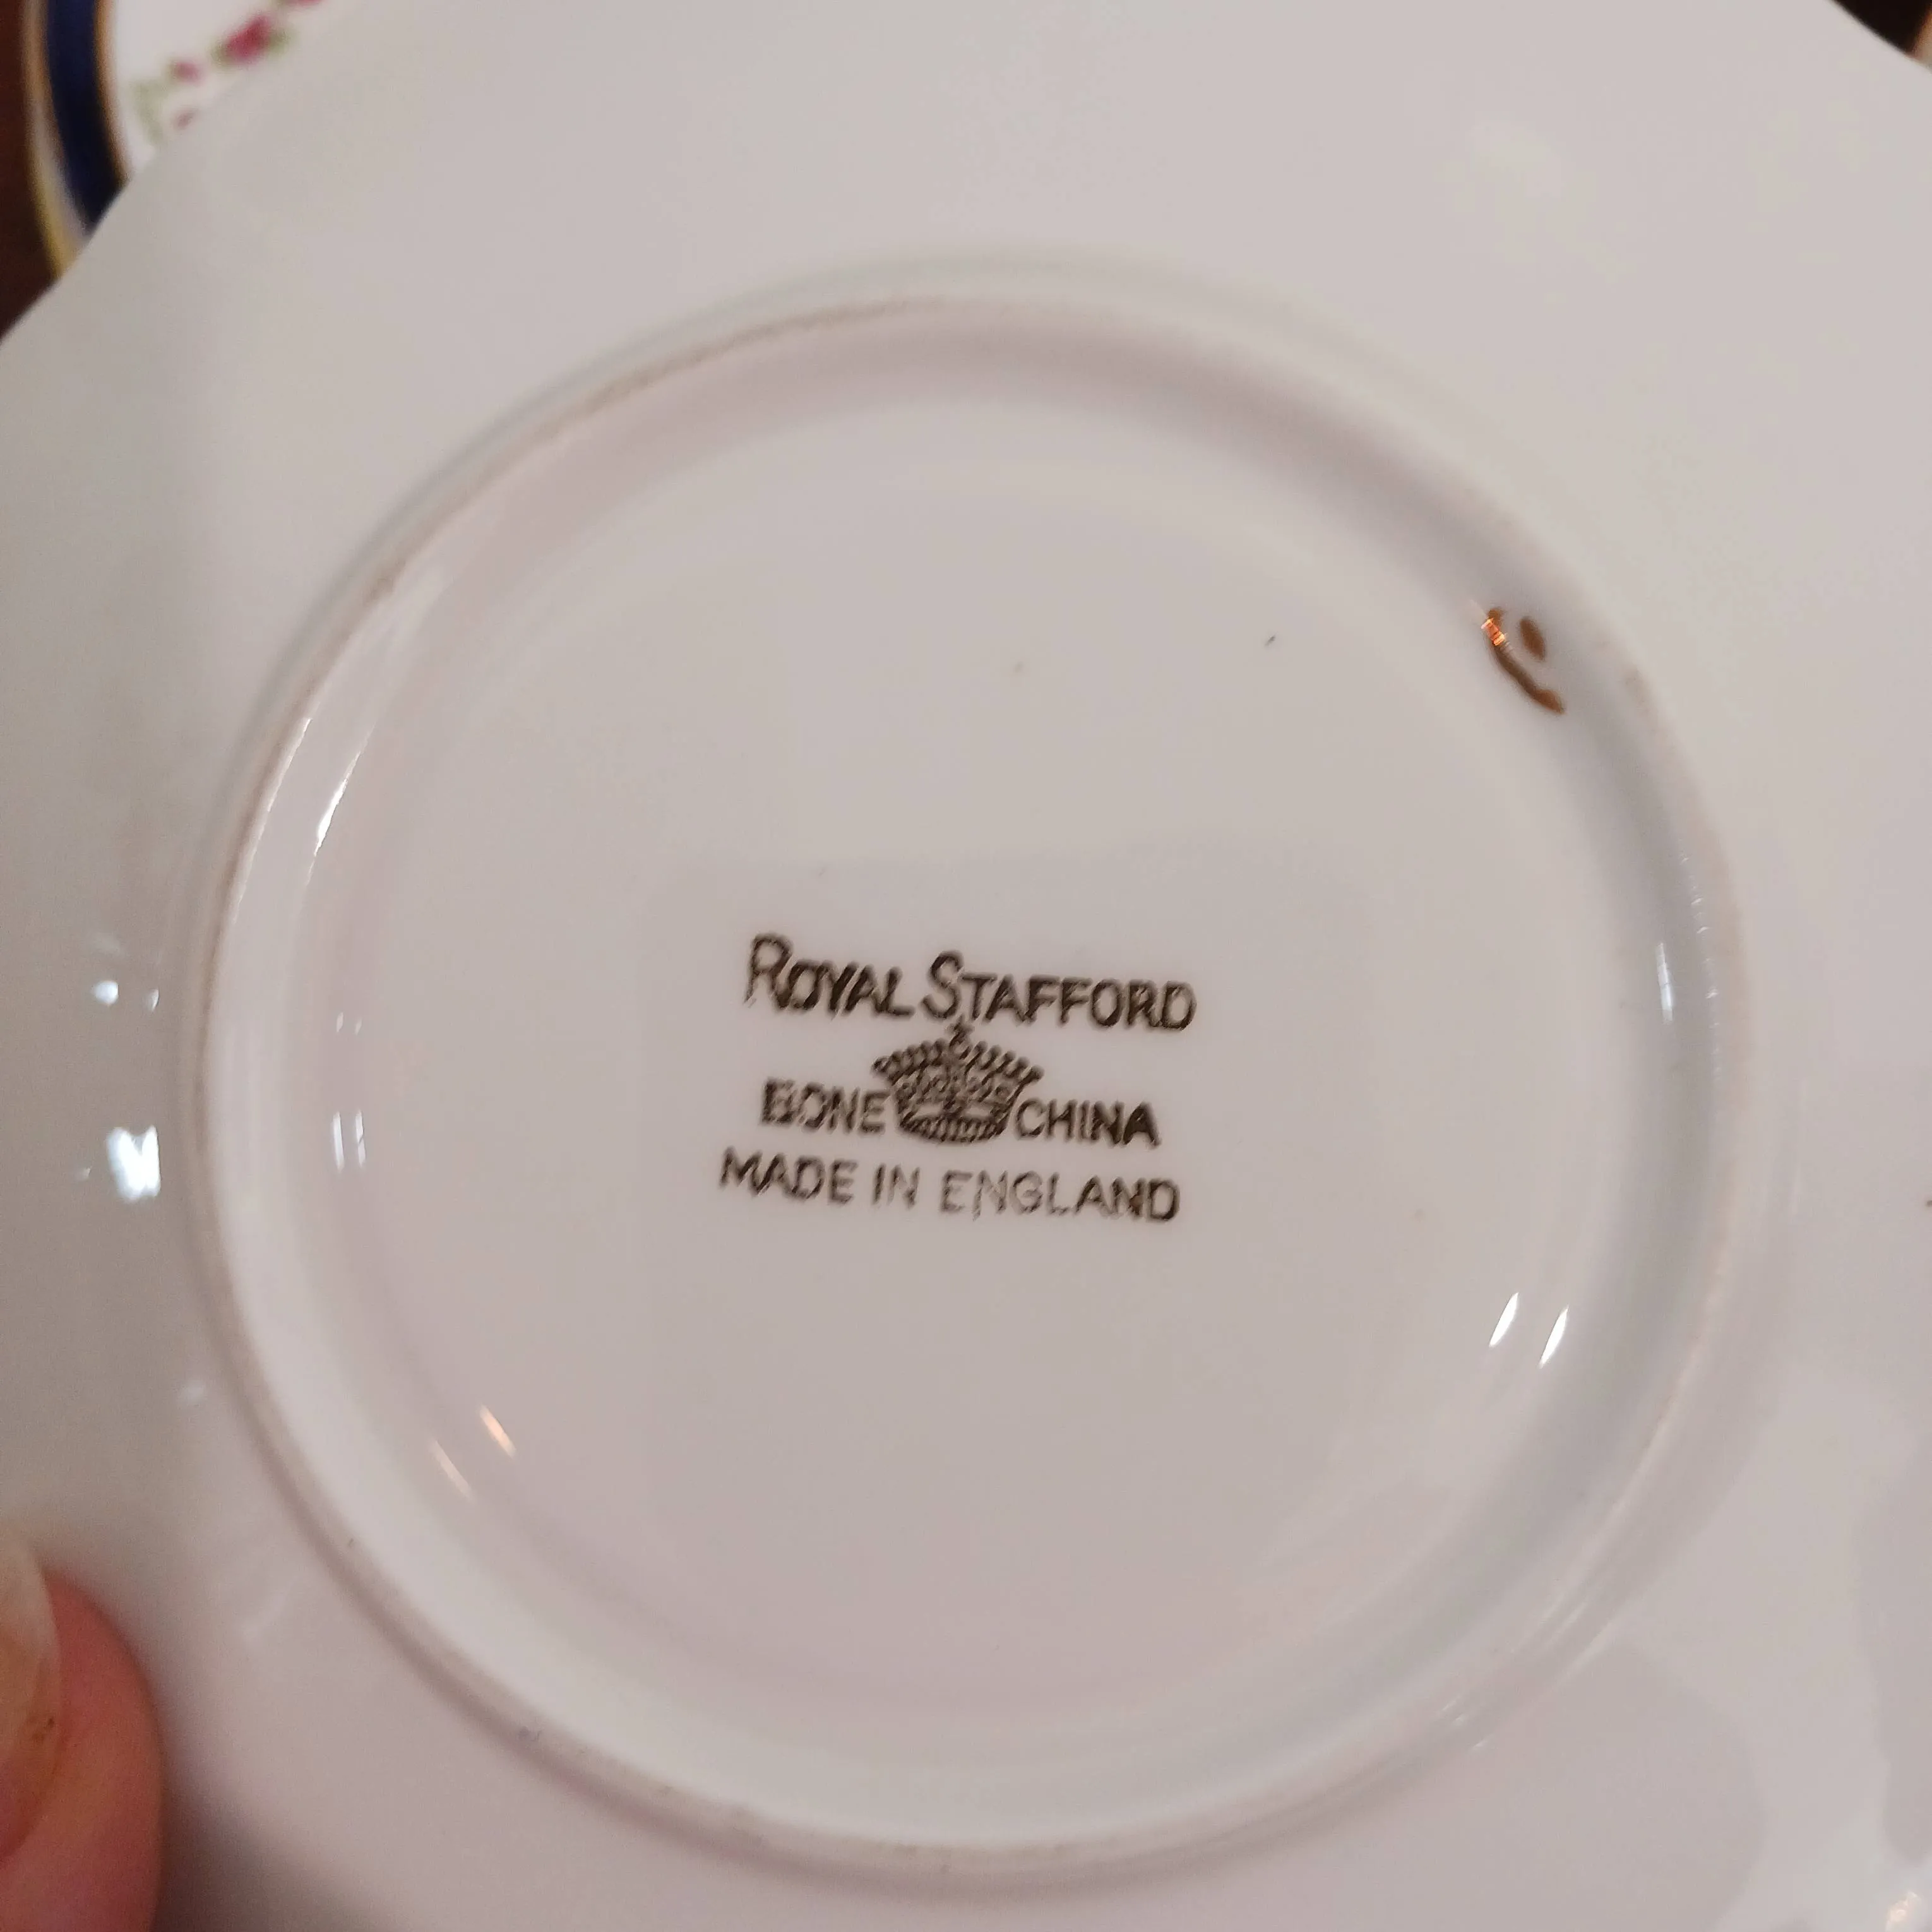 ROYAL STAFFORD
BONE CHINA
MADE IN ENGLAND